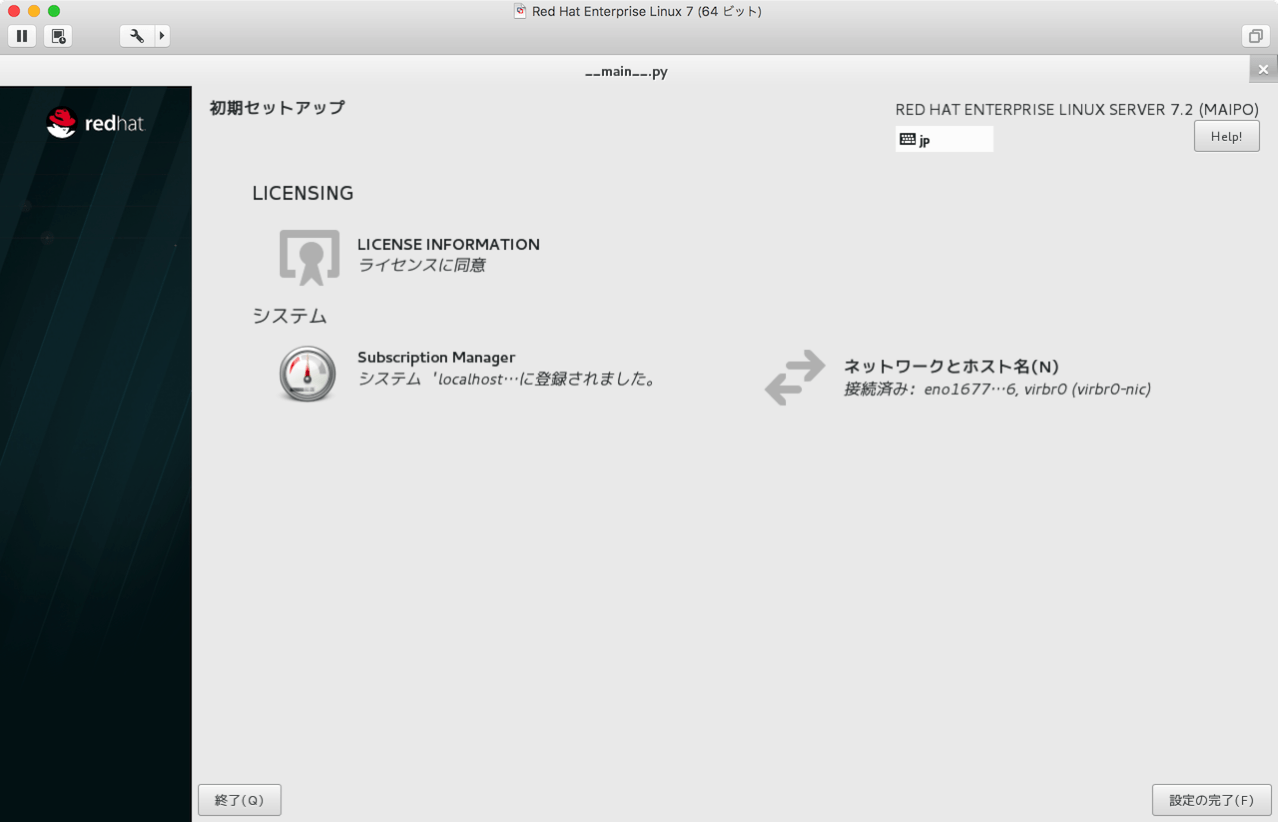 Red Hat Enterprise Linux 7 (64 ビット)
__main__.py
redhat.
初期セットアップ
RED HAT ENTERPRISE LINUX SERVER 7.2 (MAIPO)
jp
Help!
LICENSING
LICENSE INFORMATION
ライセンスに同意
システム
Subscription Manager
システム 'localhost…に登録されました。
ネットワークとホスト名(N)
接続済み: eno1677…6, virbr0 (virbr0-nic)
終了(Q)
設定の完了(F)